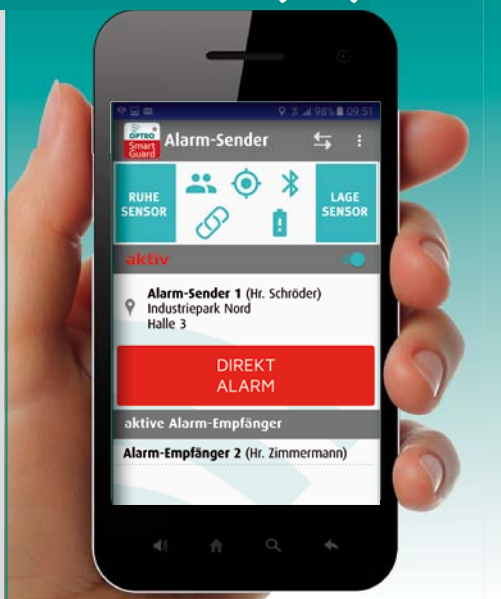 98% 09:51
OPTEO
Smart
Guard
Alarm-Sender
RUHE
SENSOR
LAGE
SENSOR
aktiv
Alarm-Sender 1 (Hr. Schröder)
Industriepark Nord
Halle 3
DIREKT
ALARM
aktive Alarm-Empfänger
Alarm-Empfänger 2 (Hr. Zimmermann)